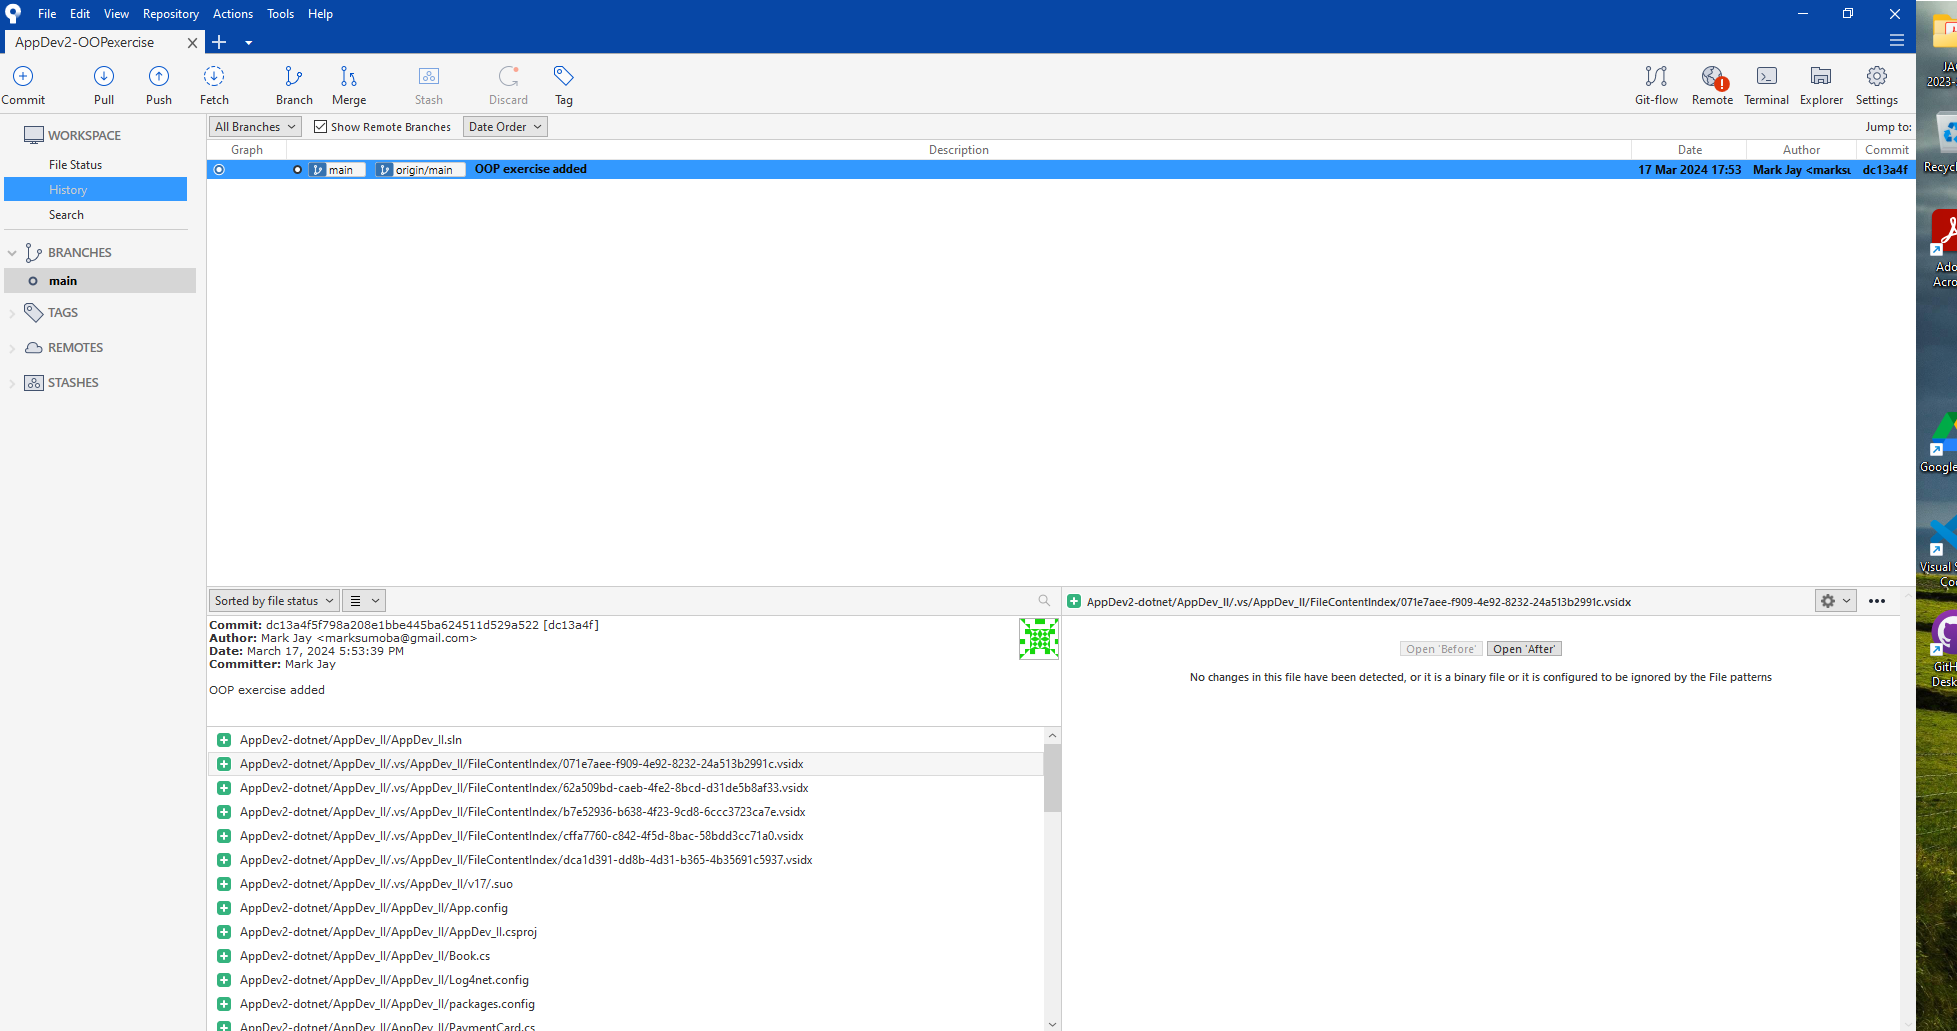 File Edit View Repository Actions Tools Help
AppDev2-OOPexercise
Commit Pull Push Fetch Branch Merge Stash Discard Tag Git-flow Remote Terminal Explorer Settings
WORKSPACE
File Status
History
Search
BRANCHES
main
TAGS
REMOTES
STASHES
All Branches Show Remote Branches Date Order Jump to:
Graph Description Date Author Commit
main origin/main OOP exercise added 17 Mar 2024 17:53 Mark Jay <marksu dc13a4f
Sorted by file status
Commit: dc13a4f5f798a208e1bbe445ba624511d529a522 [dc13a4f]
Author: Mark Jay <marksumoba@gmail.com>
Date: March 17, 2024 5:53:39 PM
Committer: Mark Jay
OOP exercise added
AppDev2-dotnet/AppDev_II/AppDev_II.sln
AppDev2-dotnet/AppDev_II/.vs/AppDev_II/FileContentIndex/071e7aee-f909-4e92-8232-24a513b2991c.vsidx
AppDev2-dotnet/AppDev_II/.vs/AppDev_II/FileContentIndex/62a509bd-caeb-4fe2-8bcd-d31de5b8af33.vsidx
AppDev2-dotnet/AppDev_II/.vs/AppDev_II/FileContentIndex/b7e52936-b638-4f23-9cd8-6ccc3723ca7e.vsidx
AppDev2-dotnet/AppDev_II/.vs/AppDev_II/FileContentIndex/cffa7760-c842-4f5d-8bac-58bdd3cc71a0.vsidx
AppDev2-dotnet/AppDev_II/.vs/AppDev_II/FileContentIndex/dca1d391-dd8b-4d31-b365-4b35691c5937.vsidx
AppDev2-dotnet/AppDev_II/.vs/AppDev_II/v17/.suo
AppDev2-dotnet/AppDev_II/AppDev_II/App.config
AppDev2-dotnet/AppDev_II/AppDev_II/AppDev_II.csproj
AppDev2-dotnet/AppDev_II/AppDev_II/Book.cs
AppDev2-dotnet/AppDev_II/AppDev_II/Log4net.config
AppDev2-dotnet/AppDev_II/AppDev_II/packages.config
AppDev2-dotnet/AppDev_II/AppDev_II/PaymentCard.cs
AppDev2-dotnet/AppDev_II/.vs/AppDev_II/FileContentIndex/071e7aee-f909-4e92-8232-24a513b2991c.vsidx
Open 'Before' Open 'After'
No changes in this file have been detected, or it is a binary file or it is configured to be ignored by the File patterns
JAC
2023-
Recycl
Ado
Acro
Google
Visual S
Co
GitH
Desk